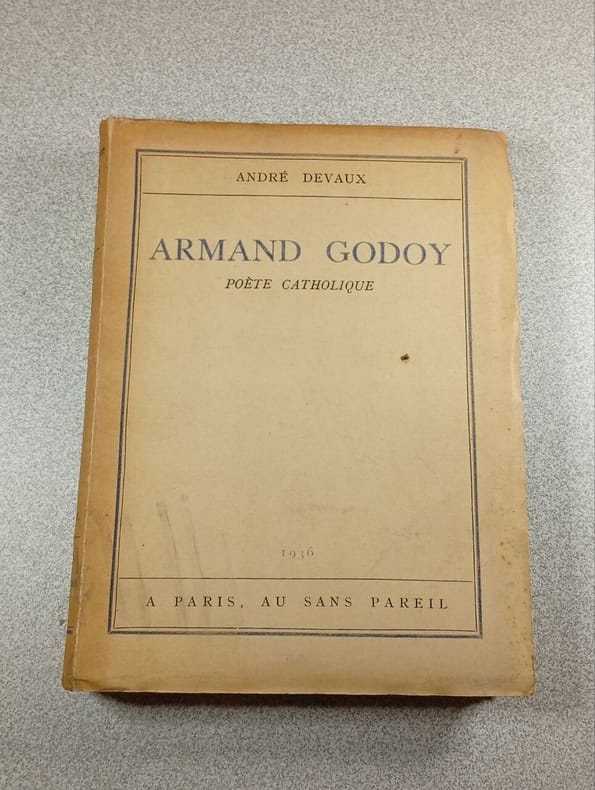 ANDRÉ DEVAUX
ARMAND GODOY
POÈTE CATHOLIQUE
1936
A PARIS, AU SANS PAREIL